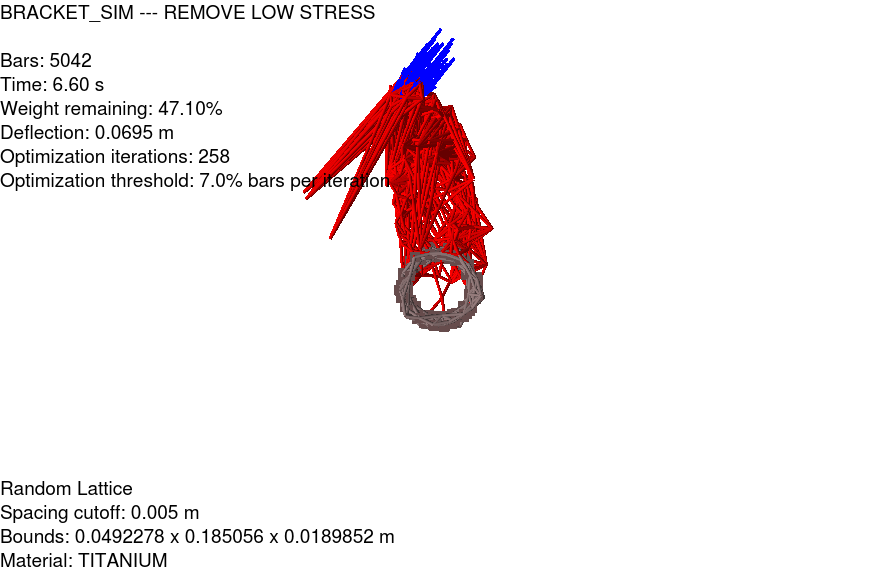 BRACKET_SIM --- REMOVE LOW STRESS
Bars: 5042
Time: 6.60 s
Weight remaining: 47.10%
Deflection: 0.0695 m
Optimization iterations: 258
Optimization threshold: 7.0% bars per iteration
Random Lattice
Spacing cutoff: 0.005 m
Bounds: 0.0492278 x 0.185056 x 0.0189852 m
Material: TITANIUM